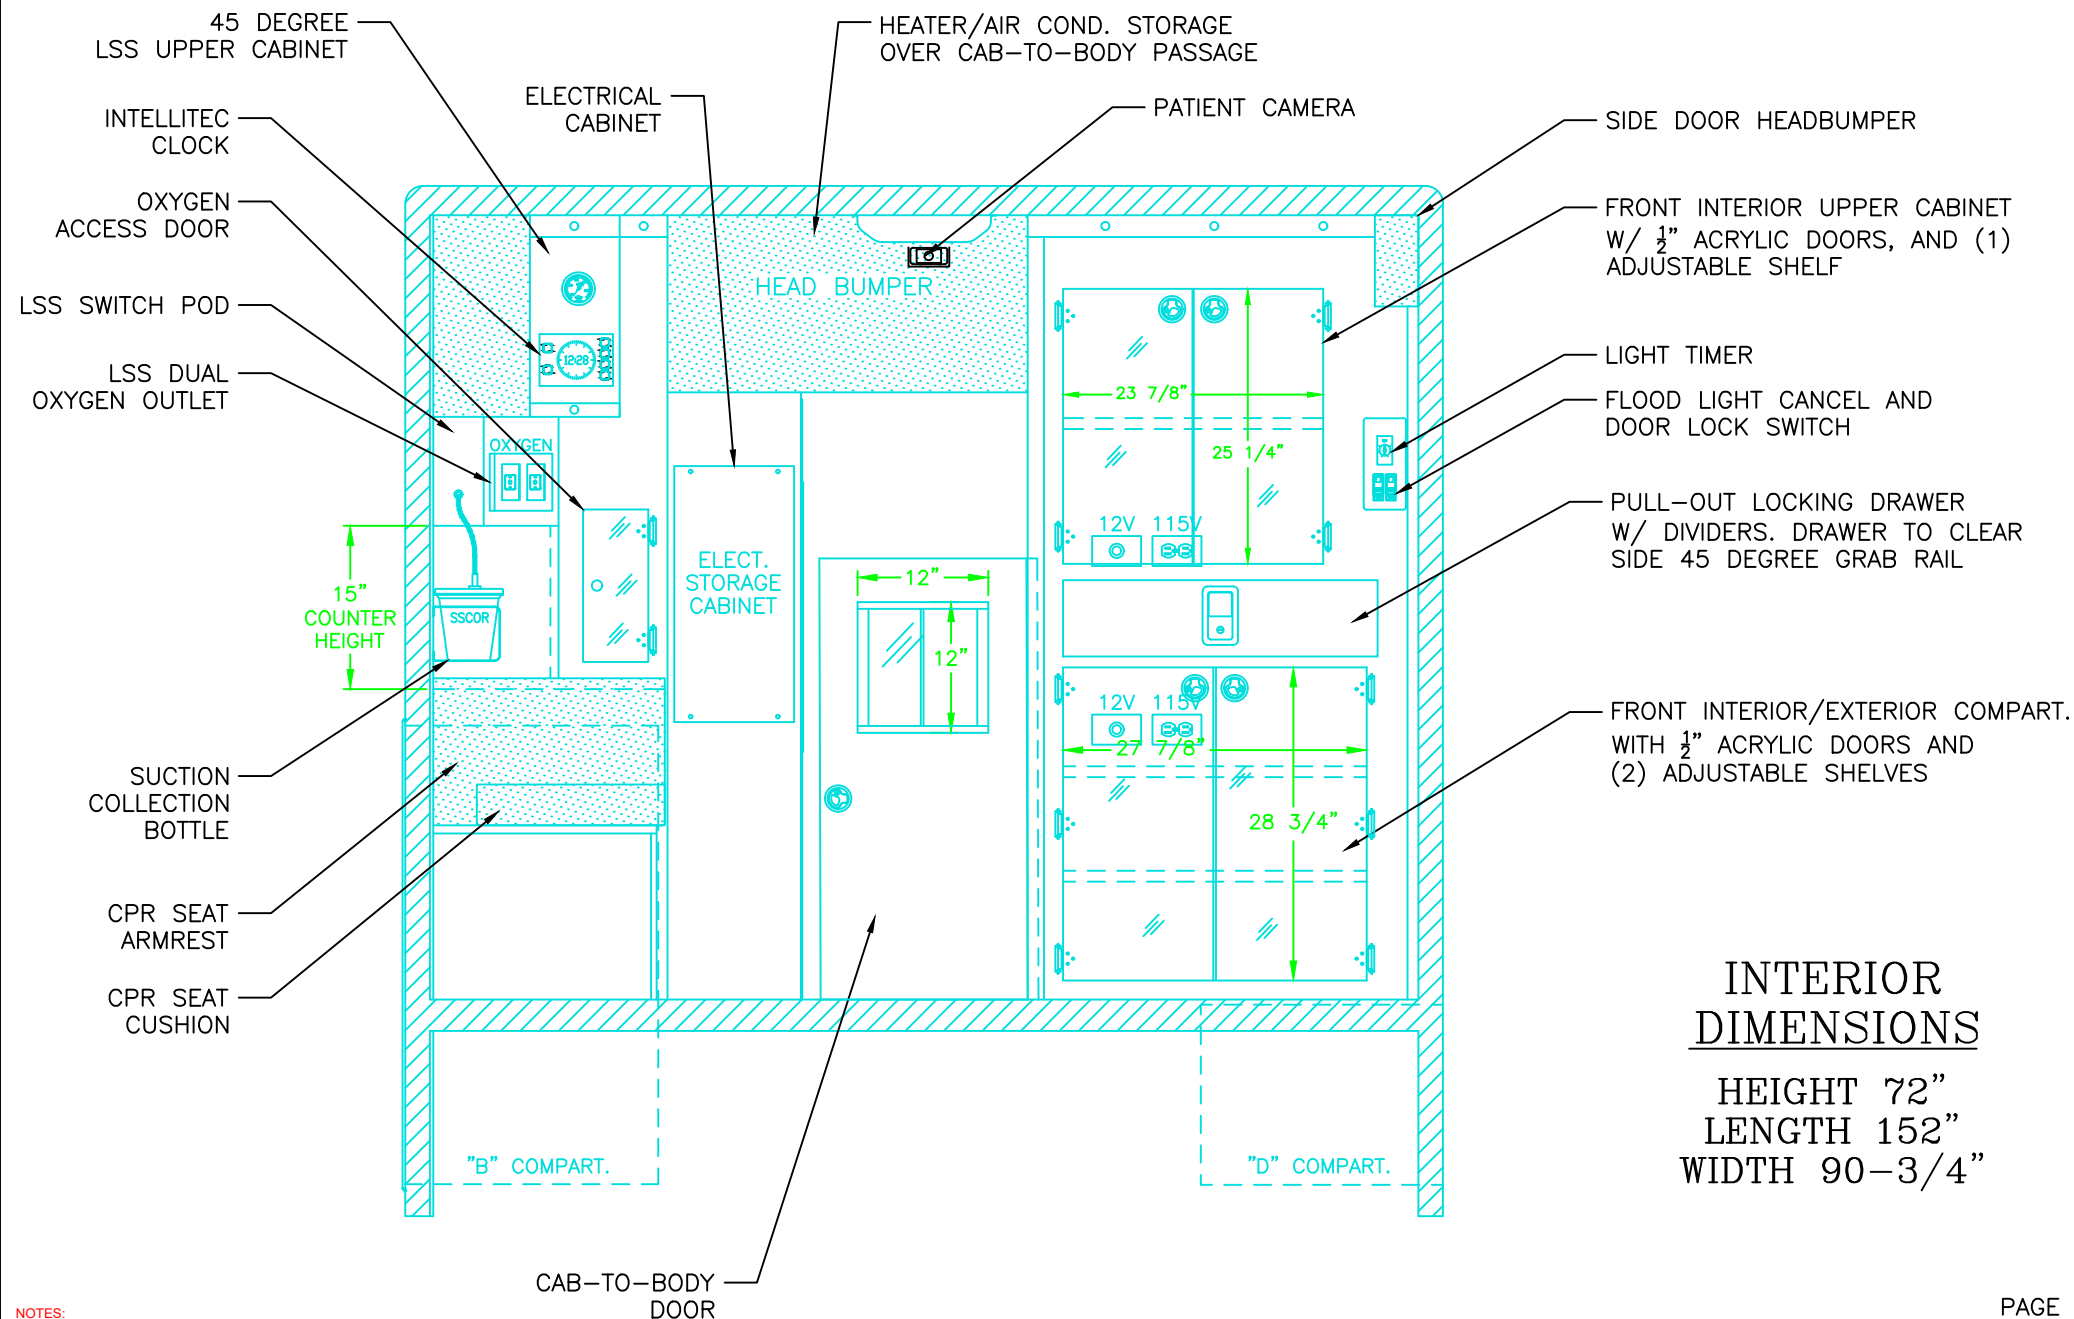 45 DEGREE
LSS UPPER CABINET
INTELLITEC
CLOCK
OXYGEN
ACCESS DOOR
LSS SWITCH POD
LSS DUAL
OXYGEN OUTLET
ELECTRICAL
CABINET
HEATER/AIR COND. STORAGE
OVER CAB-TO-BODY PASSAGE
PATIENT CAMERA
SIDE DOOR HEADBUMPER
FRONT INTERIOR UPPER CABINET
W/ ½" ACRYLIC DOORS, AND (1)
ADJUSTABLE SHELF
LIGHT TIMER
FLOOD LIGHT CANCEL AND
DOOR LOCK SWITCH
PULL-OUT LOCKING DRAWER
W/ DIVIDERS. DRAWER TO CLEAR
SIDE 45 DEGREE GRAB RAIL
FRONT INTERIOR/EXTERIOR COMPART.
WITH ½" ACRYLIC DOORS AND
(2) ADJUSTABLE SHELVES
HEAD BUMPER
12:28
OXYGEN
23 7/8"
25 1/4"
12V 115V
ELECT.
STORAGE
CABINET
12"
12"
15"
COUNTER
HEIGHT
SSCOR
12V 115V
27 7/8"
28 3/4"
SUCTION
COLLECTION
BOTTLE
CPR SEAT
ARMREST
CPR SEAT
CUSHION
"B" COMPART.
"D" COMPART.
CAB-TO-BODY
DOOR
INTERIOR
DIMENSIONS
HEIGHT 72"
LENGTH 152"
WIDTH 90-3/4"
NOTES:
PAGE